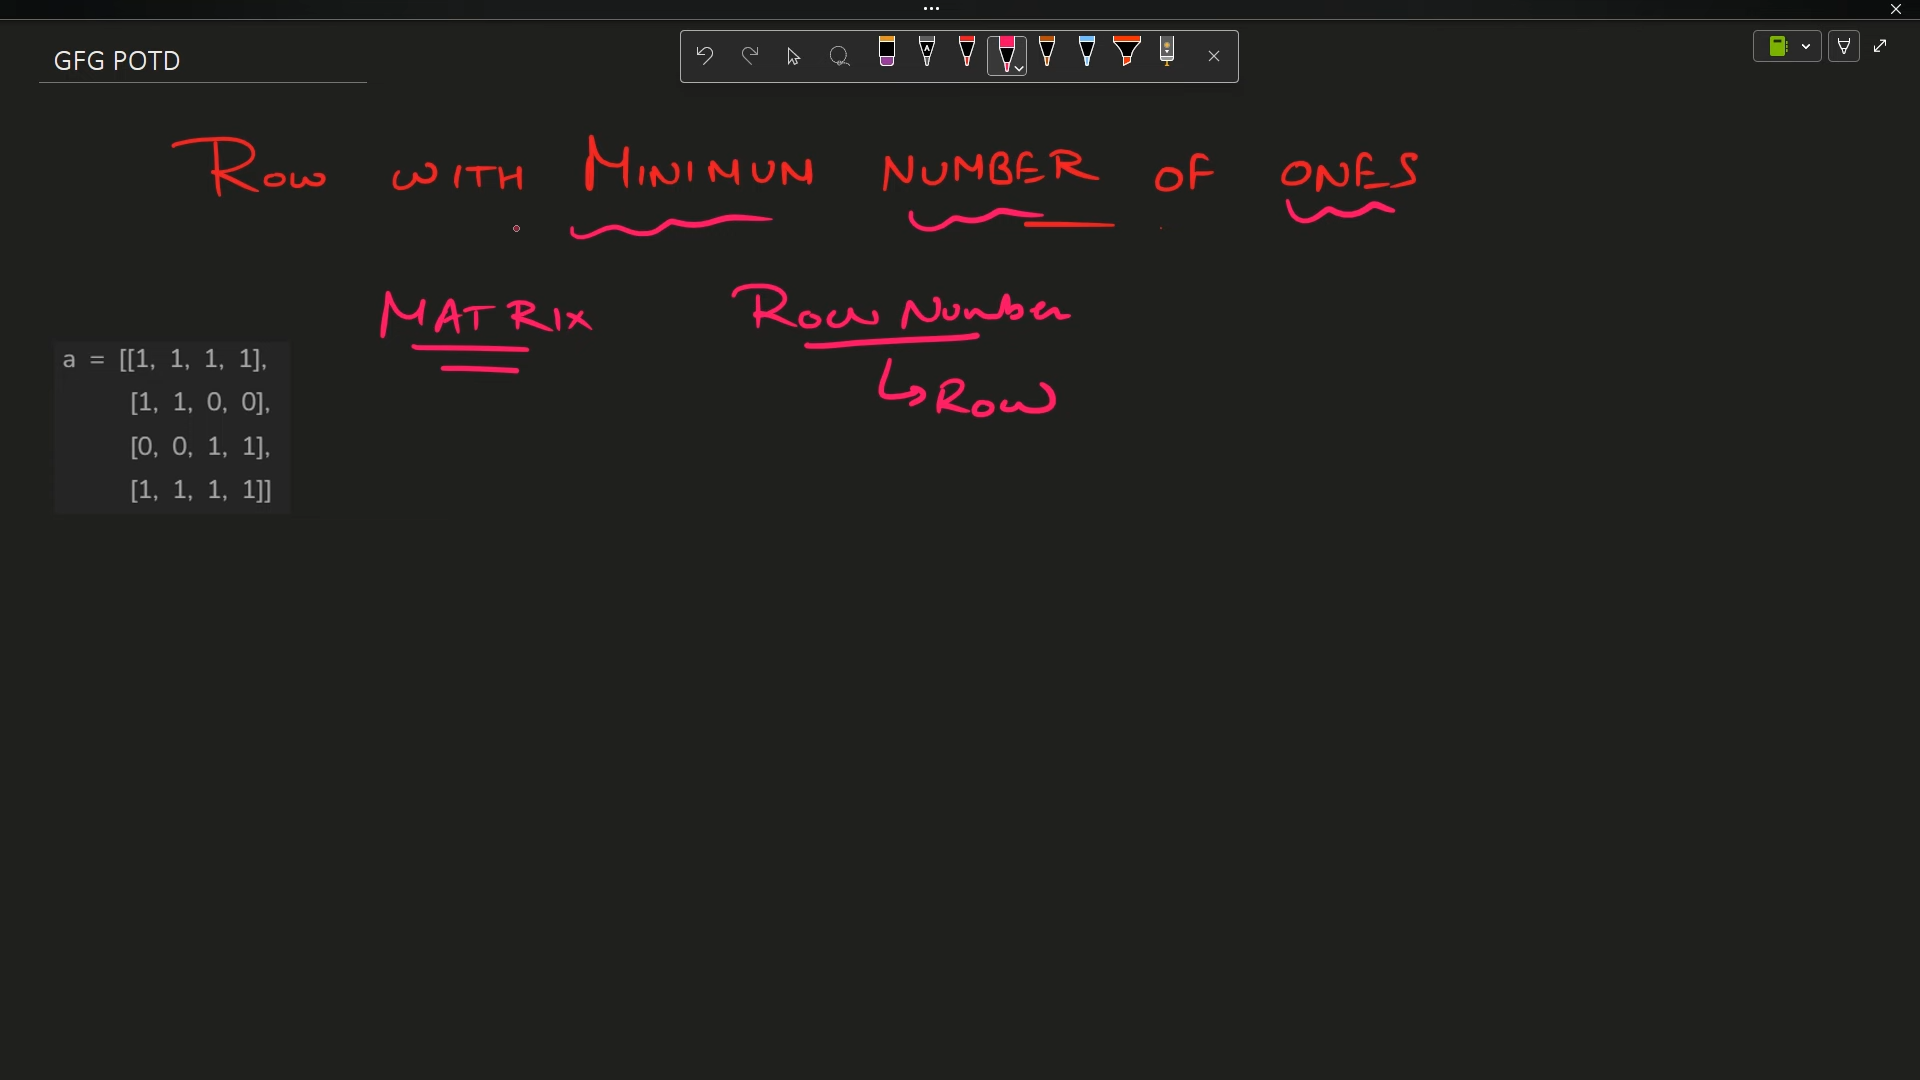 GFG POTD
ROW WITH MINIMUM NUMBER OF ONES
MATRIX
ROW NUMBER
ROW
a = [[1, 1, 1, 1],
[1, 1, 0, 0],
[0, 0, 1, 1],
[1, 1, 1, 1]]